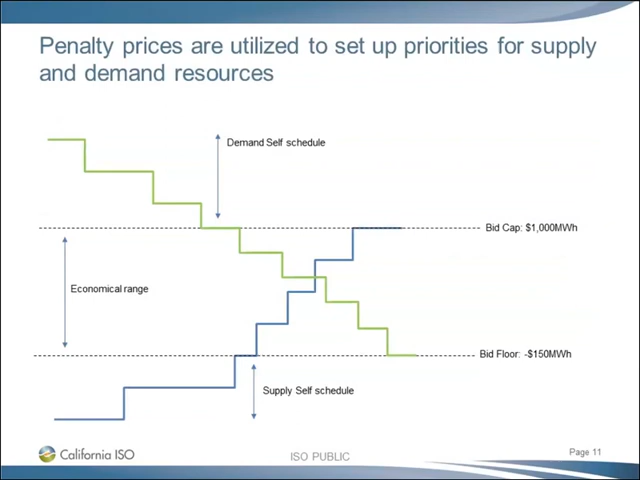 Penalty prices are utilized to set up priorities for supply
and demand resources
Demand Self schedule
Bid Cap: $1,000MWh
Economical range
Bid Floor: -$150MWh
Supply Self schedule
California ISO
ISO PUBLIC
Page 11